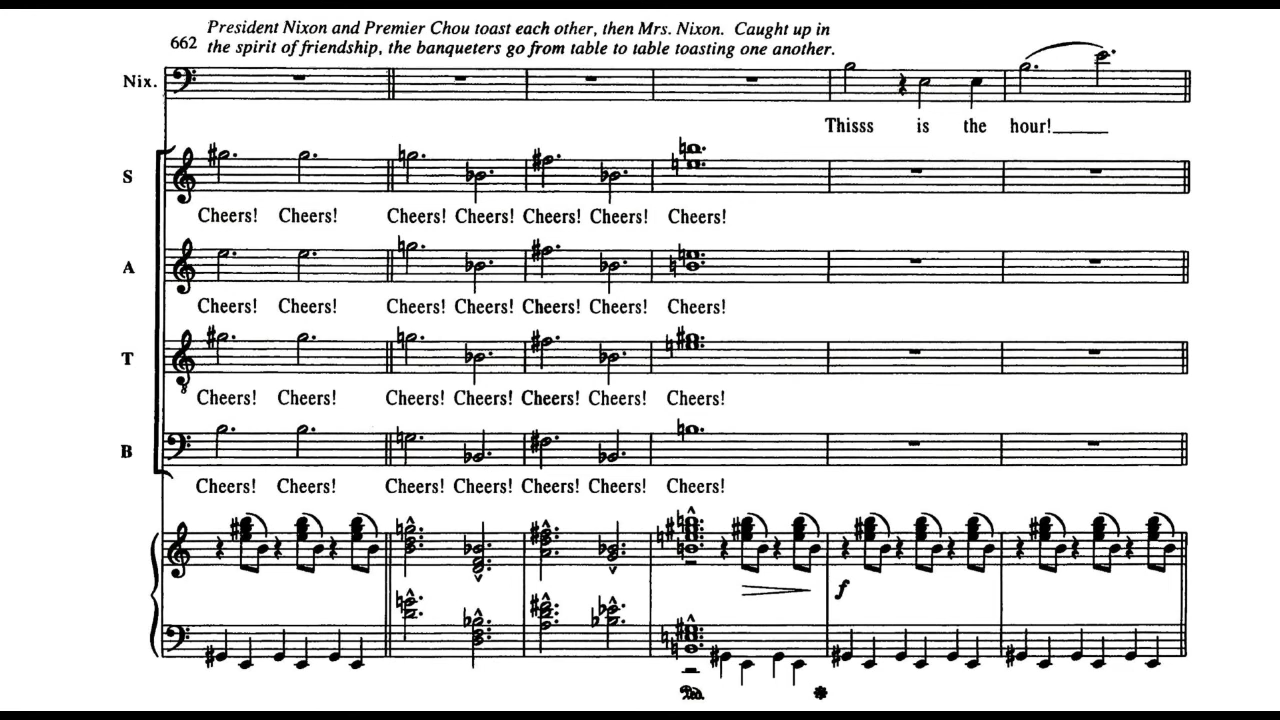 President Nixon and Premier Chou toast each other, then Mrs. Nixon. Caught up in
662 the spirit of friendship, the banqueters go from table to table toasting one another.
Nix.
Thisss is the hour!
S
Cheers! Cheers! Cheers! Cheers! Cheers! Cheers! Cheers!
A
Cheers! Cheers! Cheers! Cheers! Cheers! Cheers! Cheers!
T
8
Cheers! Cheers! Cheers! Cheers! Cheers! Cheers! Cheers!
B
Cheers! Cheers! Cheers! Cheers! Cheers! Cheers! Cheers!
f
Ped.